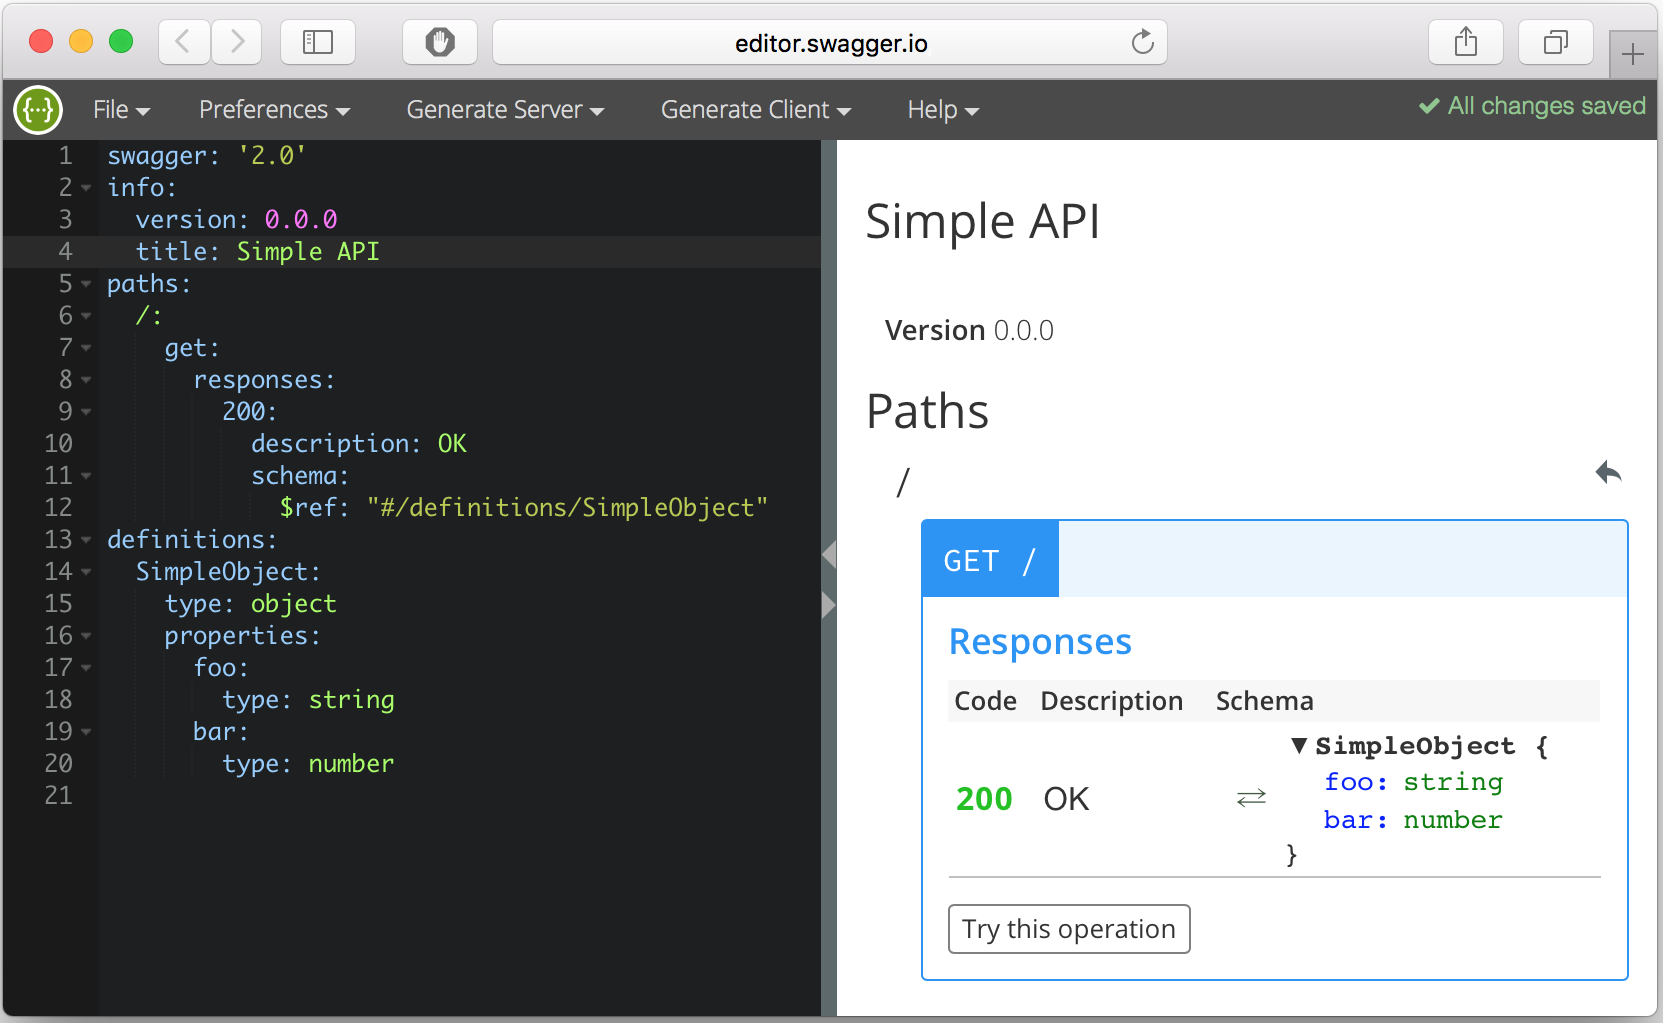 editor.swagger.io
{···} File Preferences Generate Server Generate Client Help All changes saved
1 swagger: '2.0'
2 info:
3 version: 0.0.0
4 title: Simple API
5 paths:
6 /:
7 get:
8 responses:
9 200:
10 description: OK
11 schema:
12 $ref: "#/definitions/SimpleObject"
13 definitions:
14 SimpleObject:
15 type: object
16 properties:
17 foo:
18 type: string
19 bar:
20 type: number
21
Simple API
Version 0.0.0
Paths
/
GET /
Responses
Code Description Schema
200 OK ⇄ ▼ SimpleObject {
foo: string
bar: number
}
Try this operation